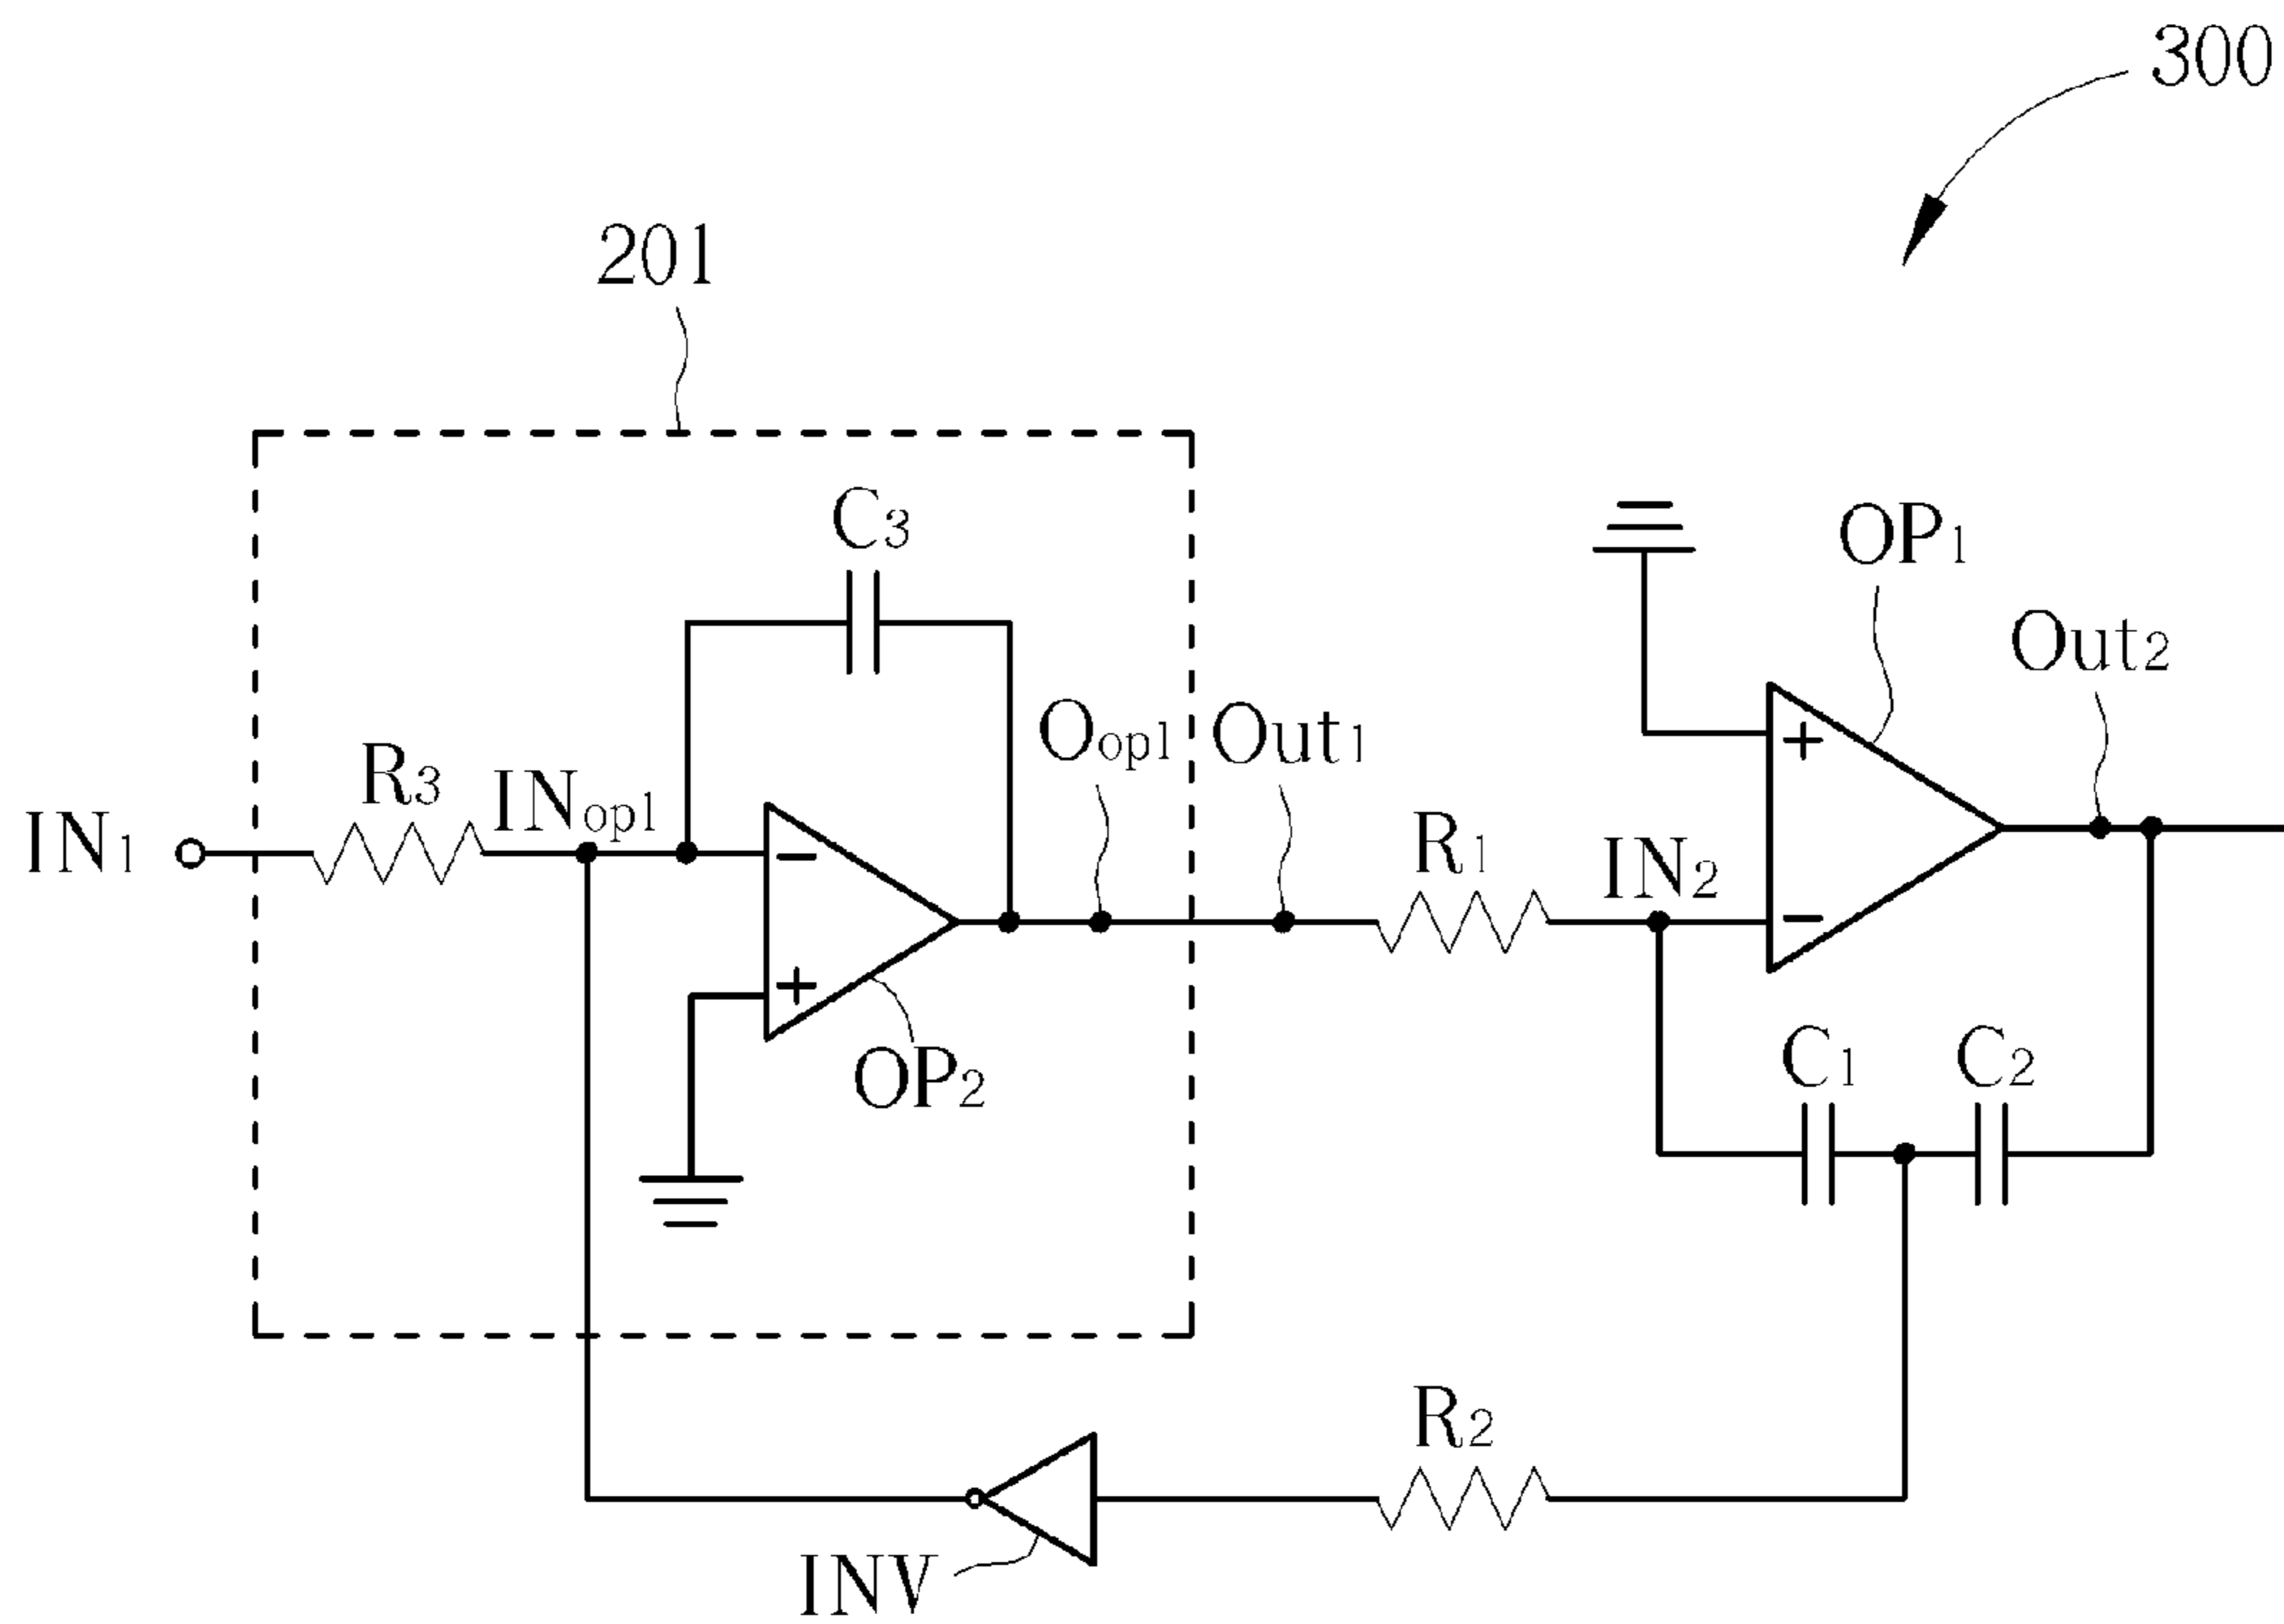 300
201
C3
OP1
Out2
Oop1
Out1
R3
INop1
IN1
R1
IN2
+
−
−
+
OP2
C1
C2
R2
INV